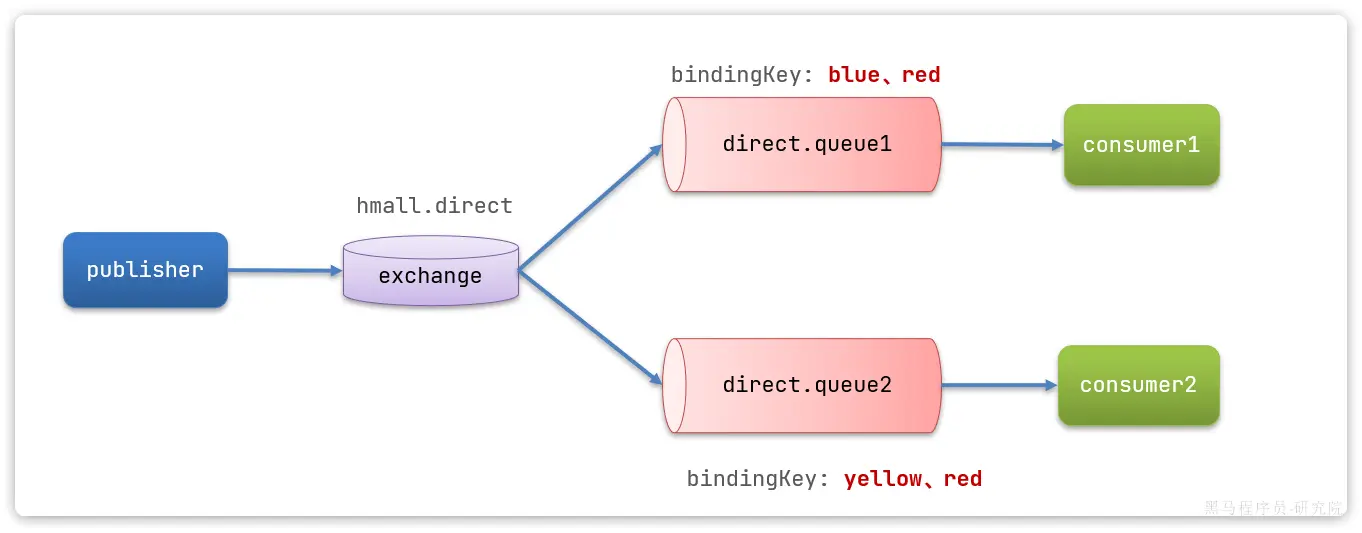 bindingKey: blue、red
direct.queue1
consumer1
hmall.direct
publisher
exchange
direct.queue2
consumer2
bindingKey: yellow、red
黑马程序员-研究院